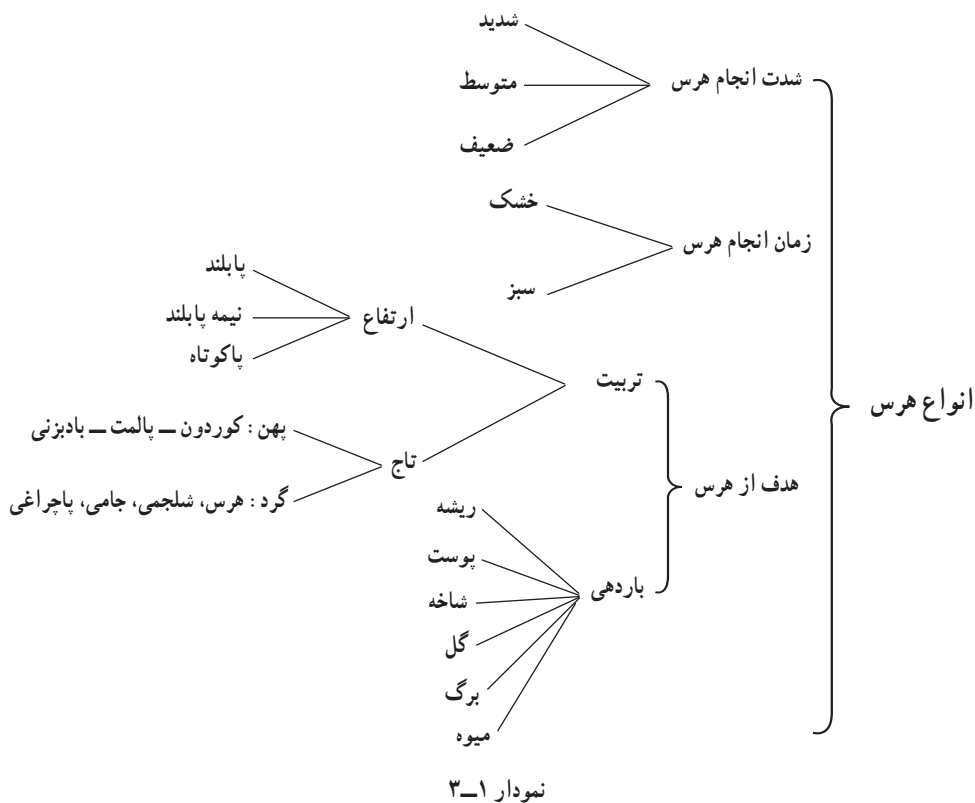 انواع هرس
شدت انجام هرس
شدید
متوسط
ضعیف
زمان انجام هرس
خشک
سبز
هدف از هرس
تربیت
ارتفاع
پابلند
نیمه پابلند
پاکوتاه
تاج
پهن : کوردون ــ پالمت ــ بادبزنی
گرد : هرس، شلجمی، جامی، پاچراغی
باردهی
ریشه
پوست
شاخه
گل
برگ
میوه
نمودار ۱ــ۳